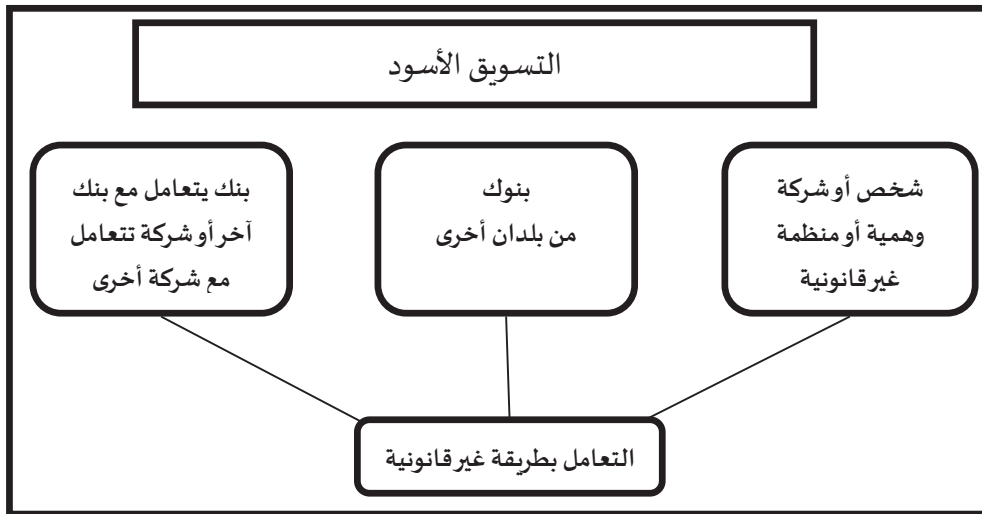 التسويق الأسود
شخص أو شركة
وهمية أو منظمة
غير قانونية
بنوك
من بلدان أخرى
بنك يتعامل مع بنك
آخر أو شركة تتعامل
مع شركة أخرى
التعامل بطريقة غير قانونية